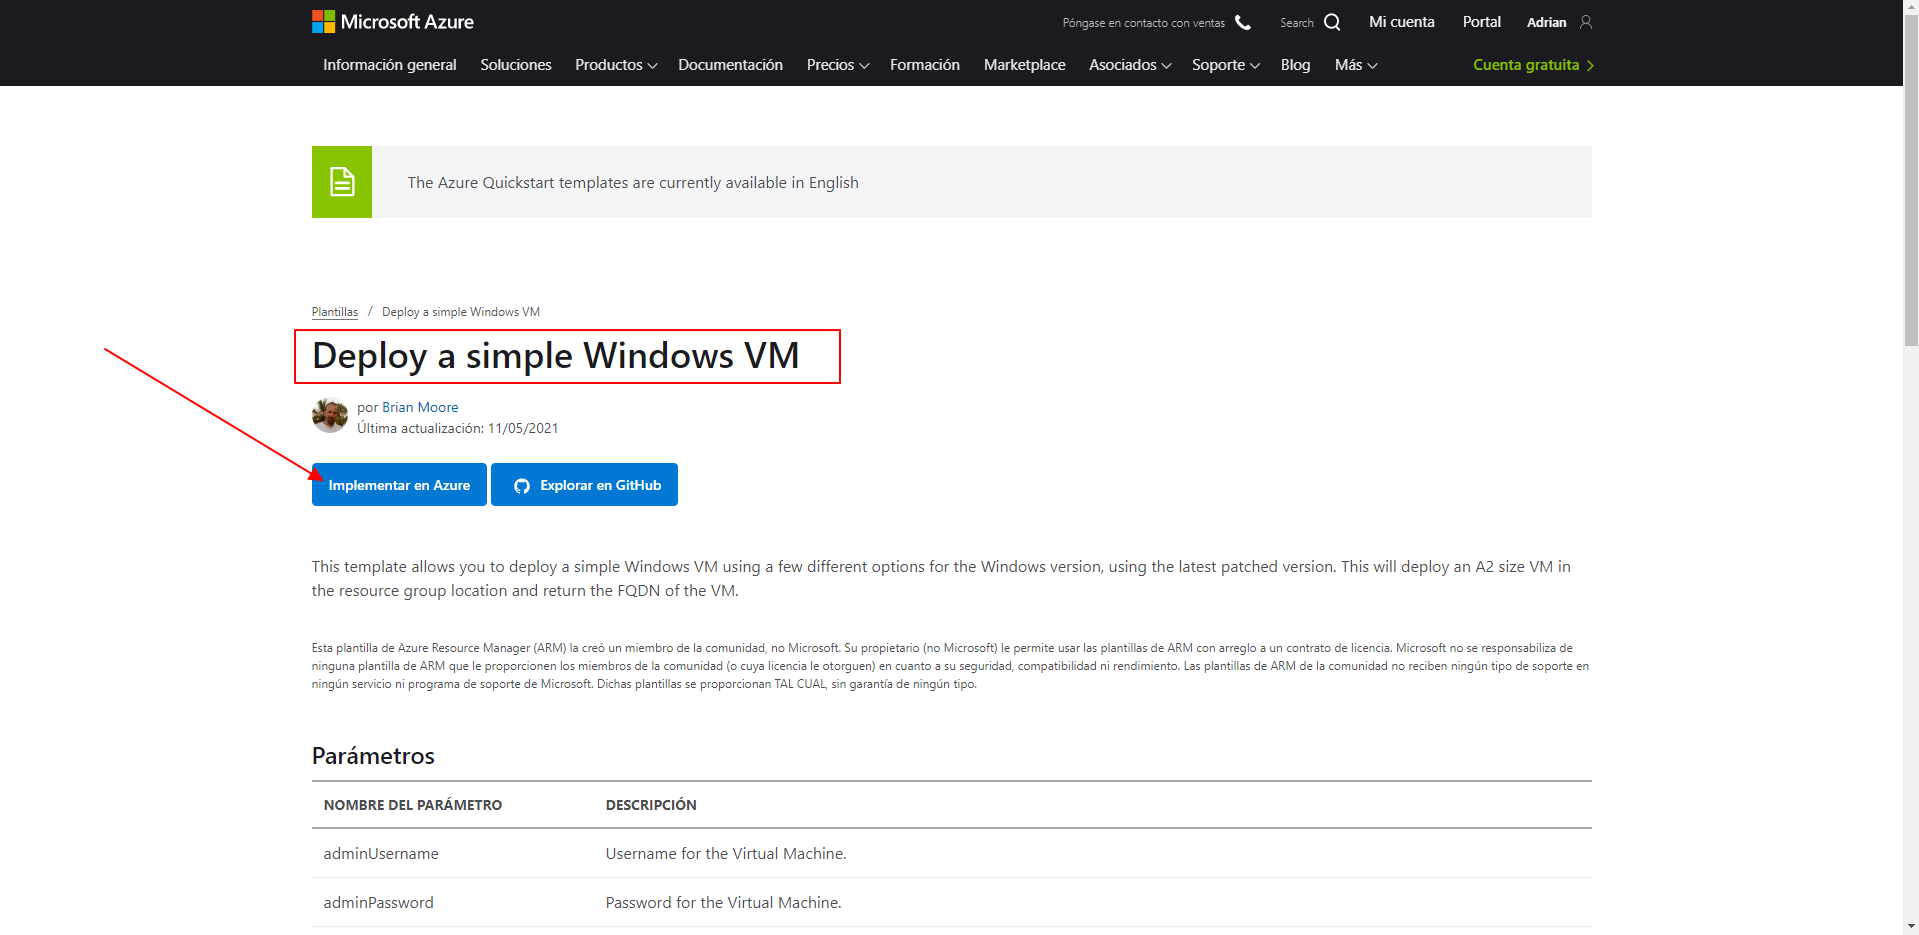 Microsoft Azure
Póngase en contacto con ventas
Search
Mi cuenta
Portal
Adrian
Información general
Soluciones
Productos
Documentación
Precios
Formación
Marketplace
Asociados
Soporte
Blog
Más
Cuenta gratuita
The Azure Quickstart templates are currently available in English
Plantillas / Deploy a simple Windows VM
Deploy a simple Windows VM
por Brian Moore
Última actualización: 11/05/2021
Implementar en Azure
Explorar en GitHub
This template allows you to deploy a simple Windows VM using a few different options for the Windows version, using the latest patched version. This will deploy an A2 size VM in
the resource group location and return the FQDN of the VM.
Esta plantilla de Azure Resource Manager (ARM) la creó un miembro de la comunidad, no Microsoft. Su propietario (no Microsoft) le permite usar las plantillas de ARM con arreglo a un contrato de licencia. Microsoft no se responsabiliza de
ninguna plantilla de ARM que le proporcionen los miembros de la comunidad (o cuya licencia le otorguen) en cuanto a su seguridad, compatibilidad ni rendimiento. Las plantillas de ARM de la comunidad no reciben ningún tipo de soporte en
ningún servicio ni programa de soporte de Microsoft. Dichas plantillas se proporcionan TAL CUAL, sin garantía de ningún tipo.
Parámetros
NOMBRE DEL PARÁMETRO
DESCRIPCIÓN
adminUsername
Username for the Virtual Machine.
adminPassword
Password for the Virtual Machine.